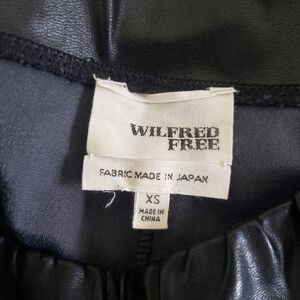 WILFRED
FREE
FABRIC MADE IN JAPAN
XS
MADE IN
CHINA